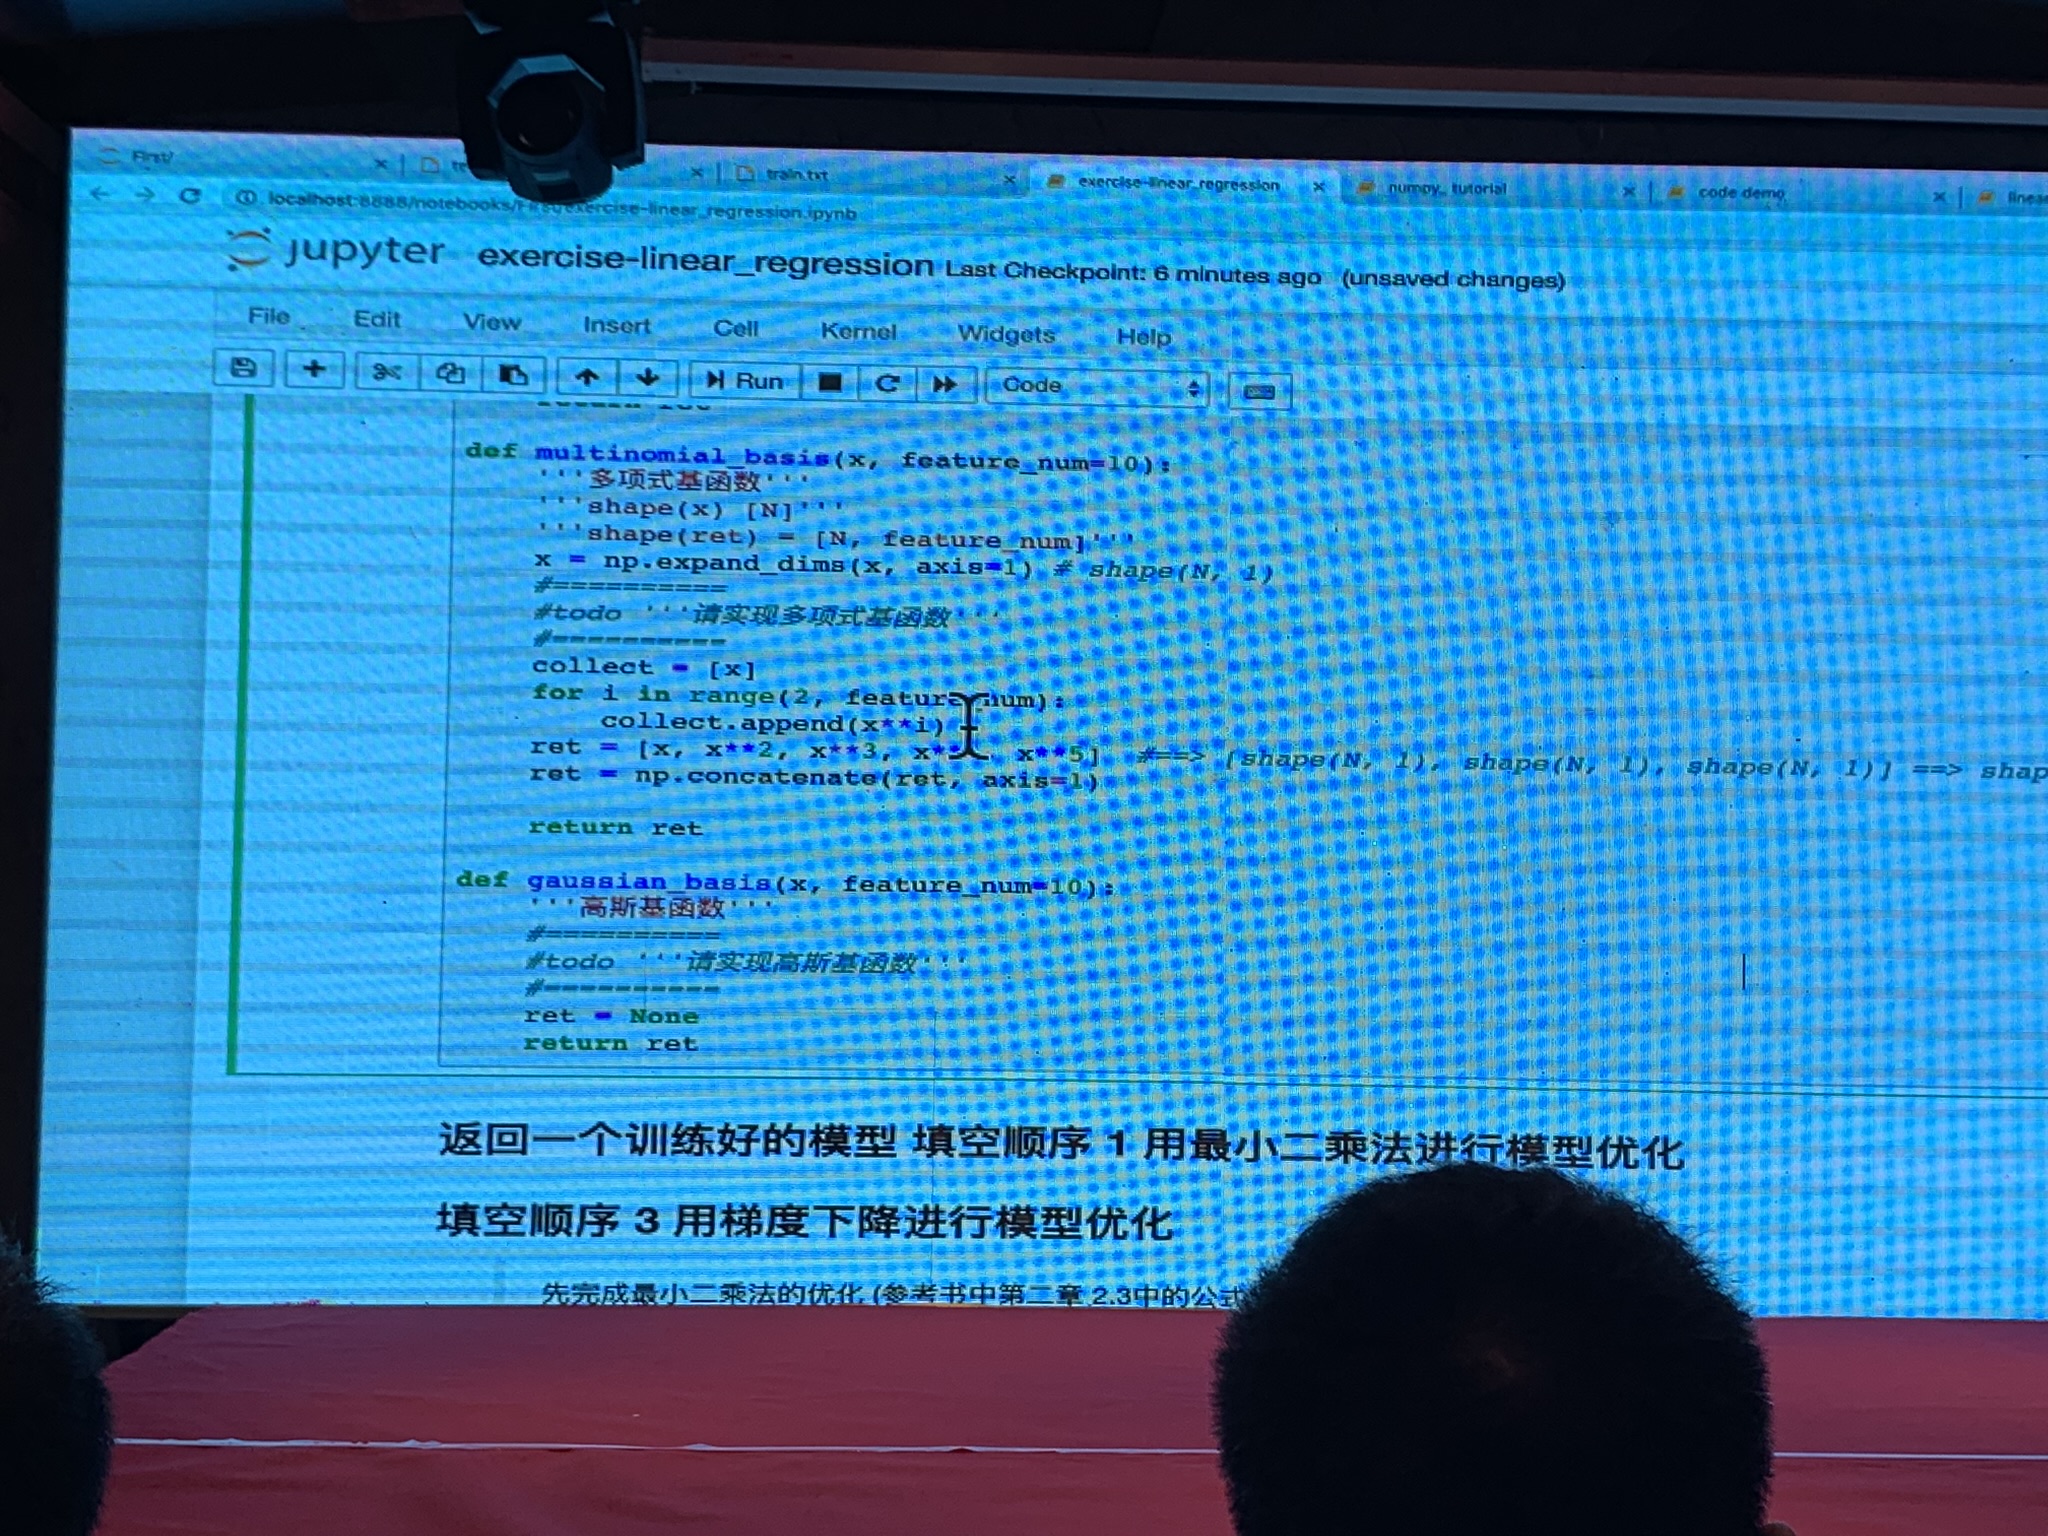 First/ train.txt exercise-linear_regression numpy_ tutorial code demo
localhost:8888/notebooks/First/exercise-linear_regression.ipynb
jupyter exercise-linear_regression Last Checkpoint: 6 minutes ago (unsaved changes)
File Edit View Insert Cell Kernel Widgets Help
Run Code
def multinomial_basis(x, feature_num=10):
'''多项式基函数'''
'''shape(x) [N]'''
'''shape(ret) = [N, feature_num]'''
x = np.expand_dims(x, axis=1) # shape(N, 1)
#==========
#todo '''请实现多项式基函数'''
#==========
collect = [x]
for i in range(2, feature_num):
collect.append(x**i)
ret = [x, x**2, x**3, x** x**5] #==> [shape(N, 1), shape(N, 1), shape(N, 1)] ==> shap
ret = np.concatenate(ret, axis=1)
return ret
def gaussian_basis(x, feature_num=10):
'''高斯基函数'''
#==========
#todo '''请实现高斯基函数'''
#==========
ret = None
return ret
返回一个训练好的模型 填空顺序 1 用最小二乘法进行模型优化
填空顺序 3 用梯度下降进行模型优化
先完成最小二乘法的优化 (参考书中第二章 2.3中的公式